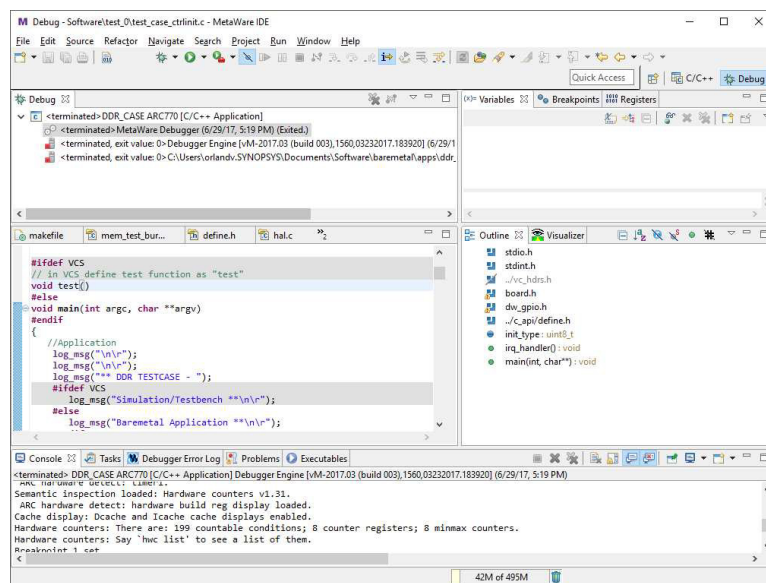 Debug - Software\test_0\test_case_ctrlinit.c - MetaWare IDE
File Edit Source Refactor Navigate Search Project Run Window Help
Quick Access C/C++ Debug
Debug
<terminated>DDR_CASE ARC770 [C/C++ Application]
<terminated>MetaWare Debugger (6/29/17, 5:19 PM) (Exited.)
<terminated, exit value: 0>Debugger Engine [vM-2017.03 (build 003),1560,03232017.183920] (6/29/1
<terminated, exit value: 0>C:\Users\orlandv.SYNOPSYS\Documents\Software\baremetal\apps\ddr_
(x)= Variables Breakpoints Registers
makefile mem_test_bur... define.h hal.c »2
#ifdef VCS
// in VCS define test function as "test"
void test()
#else
void main(int argc, char **argv)
#endif
{
//Application
log_msg("\n\r");
log_msg("\n\r");
log_msg("** DDR TESTCASE - ");
#ifdef VCS
log_msg("Simulation/Testbench **\n\r");
#else
log_msg("Baremetal Application **\n\r");
Outline Visualizer
stdio.h
stdint.h
../vc_hdrs.h
board.h
dw_gpio.h
../c_api/define.h
init_type : uint8_t
irq_handler() : void
main(int, char**) : void
Console Tasks Debugger Error Log Problems Executables
<terminated> DDR_CASE ARC770 [C/C++ Application] Debugger Engine [vM-2017.03 (build 003),1560,03232017.183920] (6/29/17, 5:19 PM)
ARC hardware detect: timer1.
Semantic inspection loaded: Hardware counters v1.31.
ARC hardware detect: hardware build reg display loaded.
Cache display: Dcache and Icache cache displays enabled.
Hardware counters: There are: 199 countable conditions; 8 counter registers; 8 minmax counters.
Hardware counters: Say `hwc list' to see a list of them.
Breakpoint 1 set
42M of 495M